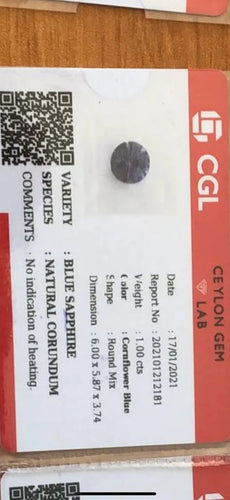 CGL
CEYLON GEM
LAB
Date : 17/01/2021
Report No : 202101212181
Weight : 1.00 cts
Color : Cornflower Blue
Shape : Round Mix
Dimension : 6.00 x 5.87 x 3.74
VARIETY : BLUE SAPPHIRE
SPECIES : NATURAL CORUNDUM
COMMENTS : No indication of heating.